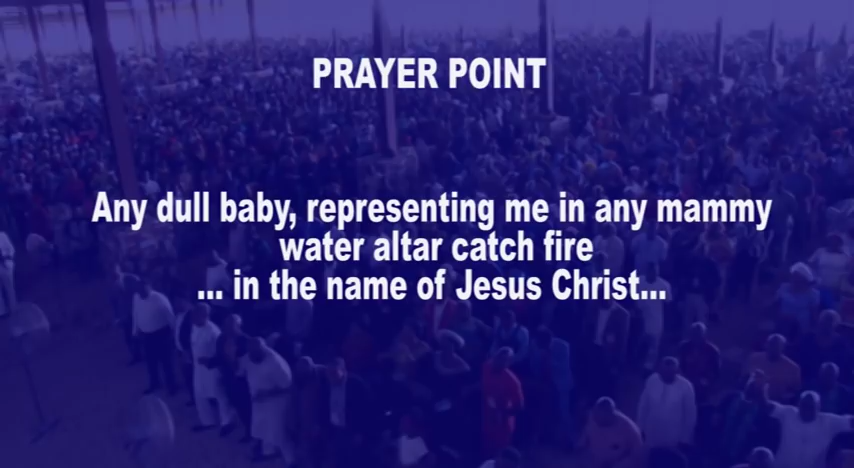 PRAYER POINT
Any dull baby, representing me in any mammy
water altar catch fire
... in the name of Jesus Christ...